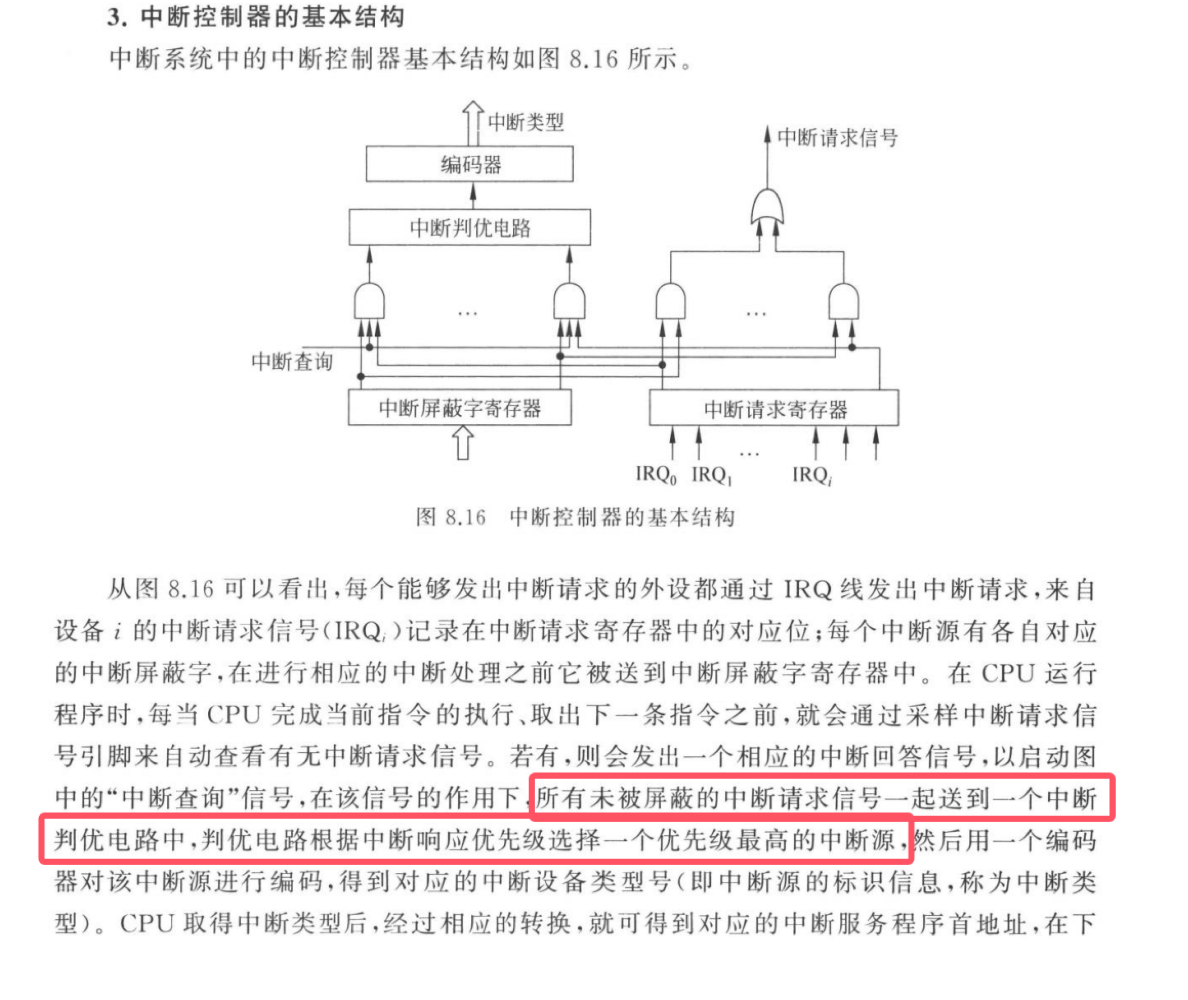 3. 中断控制器的基本结构
中断系统中的中断控制器基本结构如图 8.16 所示。
中断类型
编码器
中断判优电路
中断请求信号
…
…
中断查询
中断屏蔽字寄存器
中断请求寄存器
IRQ₀ IRQ₁ … IRQᵢ
图 8.16 中断控制器的基本结构
从图 8.16 可以看出,每个能够发出中断请求的外设都通过 IRQ 线发出中断请求,来自
设备 i 的中断请求信号(IRQᵢ)记录在中断请求寄存器中的对应位;每个中断源有各自对应
的中断屏蔽字,在进行相应的中断处理之前它被送到中断屏蔽字寄存器中。在 CPU 运行
程序时,每当 CPU 完成当前指令的执行、取出下一条指令之前,就会通过采样中断请求信
号引脚来自动查看有无中断请求信号。若有,则会发出一个相应的中断回答信号,以启动图
中的“中断查询”信号,在该信号的作用下,所有未被屏蔽的中断请求信号一起送到一个中断
判优电路中,判优电路根据中断响应优先级选择一个优先级最高的中断源,然后用一个编码
器对该中断源进行编码,得到对应的中断设备类型号(即中断源的标识信息,称为中断类
型)。CPU 取得中断类型后,经过相应的转换,就可得到对应的中断服务程序首地址,在下